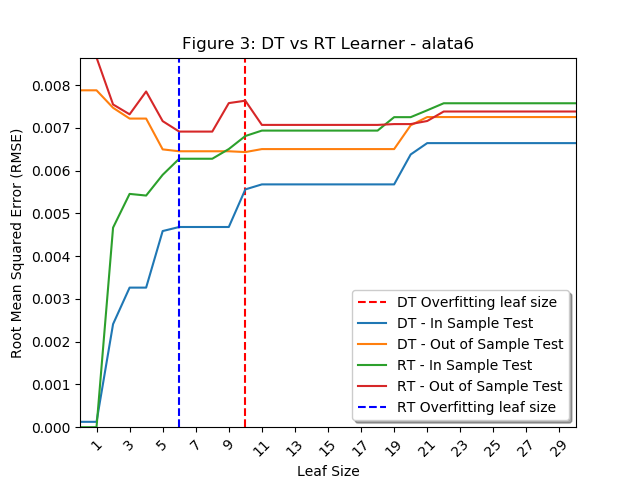 Figure 3: DT vs RT Learner - alata6
Root Mean Squared Error (RMSE)
0.008
0.007
0.006
0.005
0.004
0.003
0.002
0.001
0.000
DT Overfitting leaf size
DT - In Sample Test
DT - Out of Sample Test
RT - In Sample Test
RT - Out of Sample Test
RT Overfitting leaf size
1 3 5 7 9 11 13 15 17 19 21 23 25 27 29
Leaf Size